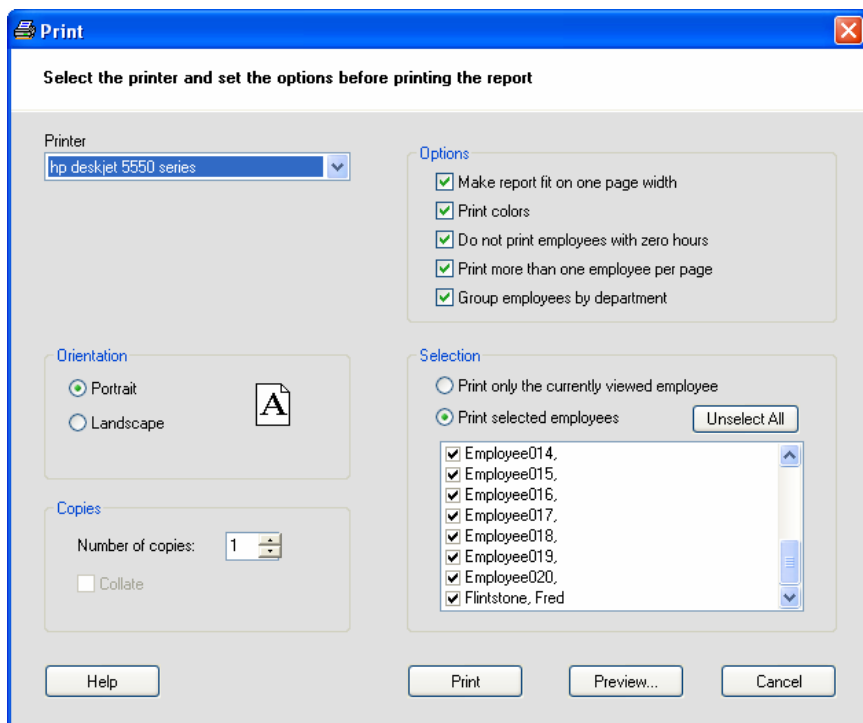 Print
Select the printer and set the options before printing the report
Printer
hp deskjet 5550 series
Options
Make report fit on one page width
Print colors
Do not print employees with zero hours
Print more than one employee per page
Group employees by department
Orientation
Portrait
Landscape
A
Selection
Print only the currently viewed employee
Print selected employees
Unselect All
Employee014,
Employee015,
Employee016,
Employee017,
Employee018,
Employee019,
Employee020,
Flintstone, Fred
Copies
Number of copies: 1
Collate
Help
Print
Preview...
Cancel